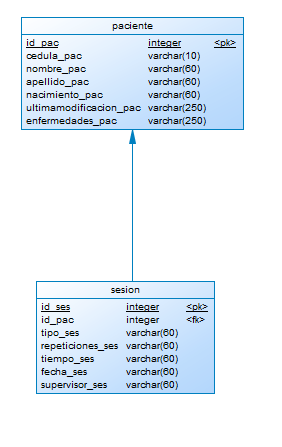 paciente
id_pac integer <pk>
cedula_pac varchar(10)
nombre_pac varchar(60)
apellido_pac varchar(60)
nacimiento_pac varchar(60)
ultimamodificacion_pac varchar(250)
enfermedades_pac varchar(250)
sesion
id_ses integer <pk>
id_pac integer <fk>
tipo_ses varchar(60)
repeticiones_ses varchar(60)
tiempo_ses varchar(60)
fecha_ses varchar(60)
supervisor_ses varchar(60)